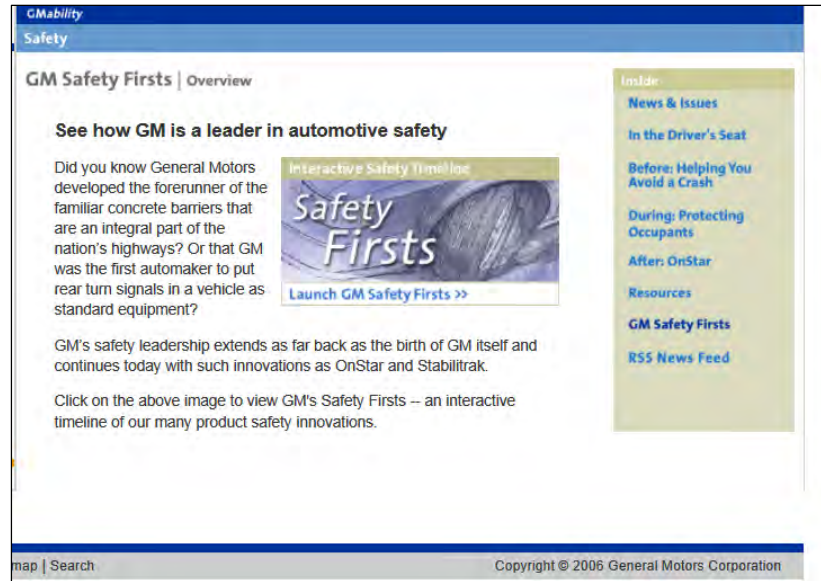 GMability
Safety
GM Safety Firsts | Overview
See how GM is a leader in automotive safety
Did you know General Motors
developed the forerunner of the
familiar concrete barriers that
are an integral part of the
nation's highways? Or that GM
was the first automaker to put
rear turn signals in a vehicle as
standard equipment?
Interactive Safety Timeline
Safety
Firsts
Launch GM Safety Firsts >>
GM's safety leadership extends as far back as the birth of GM itself and
continues today with such innovations as OnStar and Stabilitrak.
Click on the above image to view GM's Safety Firsts -- an interactive
timeline of our many product safety innovations.
Inside
News & Issues
In the Driver's Seat
Before: Helping You
Avoid a Crash
During: Protecting
Occupants
After: OnStar
Resources
GM Safety Firsts
RSS News Feed
map | Search
Copyright © 2006 General Motors Corporation